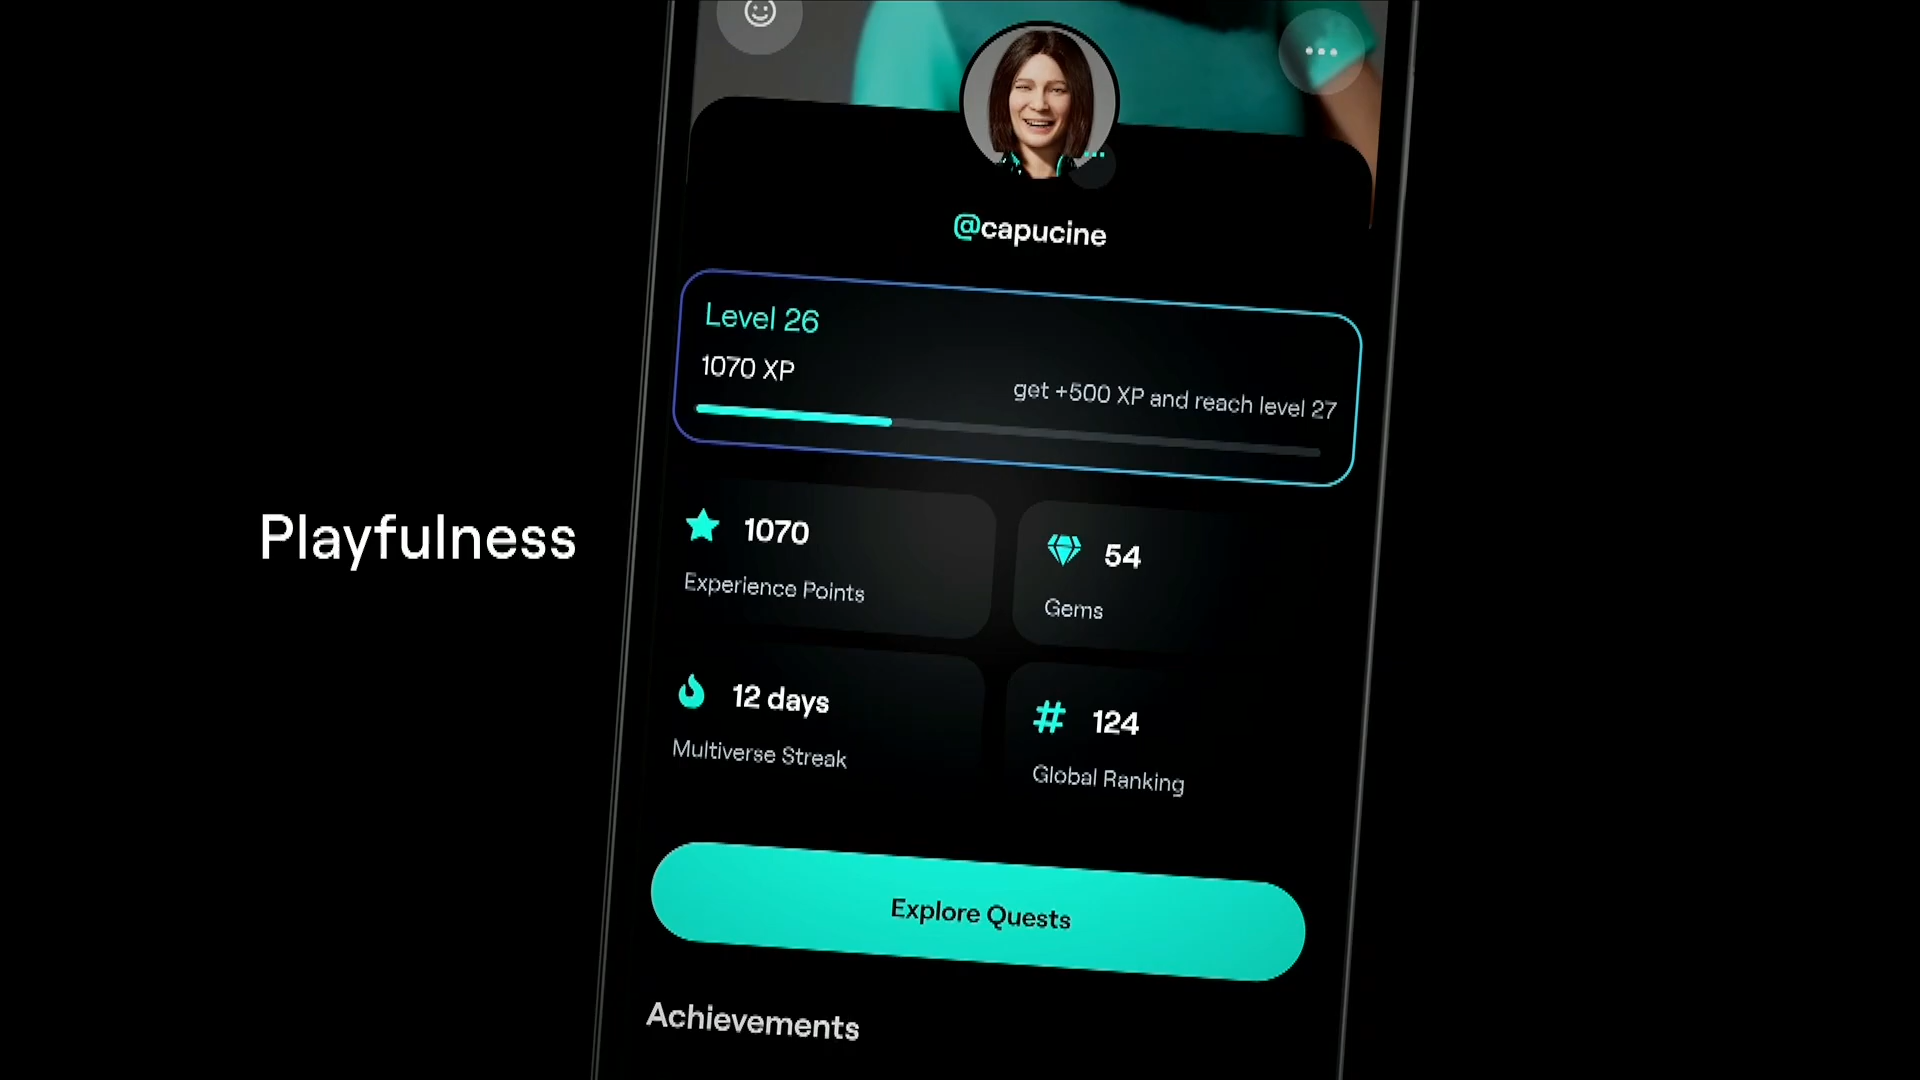 Playfulness
@capucine
Level 26
1070 XP
get +500 XP and reach level 27
1070
Experience Points
54
Gems
12 days
Multiverse Streak
# 124
Global Ranking
Explore Quests
Achievements